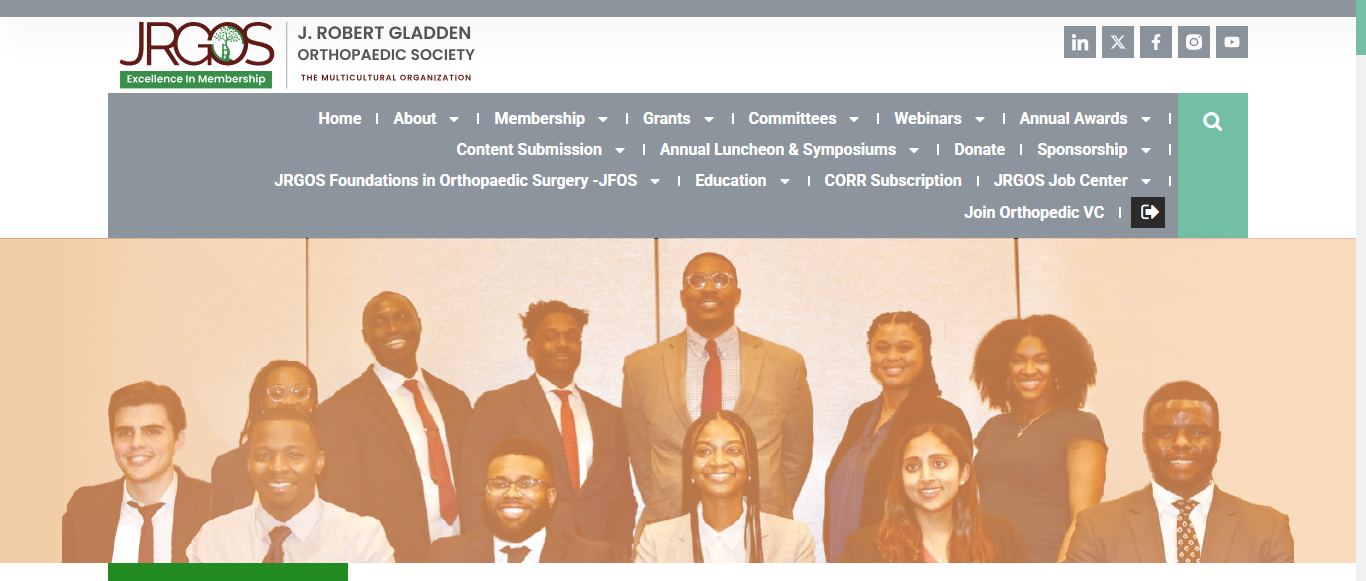 JRGOS
Excellence In Membership
J. ROBERT GLADDEN
ORTHOPAEDIC SOCIETY
THE MULTICULTURAL ORGANIZATION
Home | About | Membership | Grants | Committees | Webinars | Annual Awards |
Content Submission | Annual Luncheon & Symposiums | Donate | Sponsorship |
JRGOS Foundations in Orthopaedic Surgery -JFOS | Education | CORR Subscription | JRGOS Job Center |
Join Orthopedic VC |